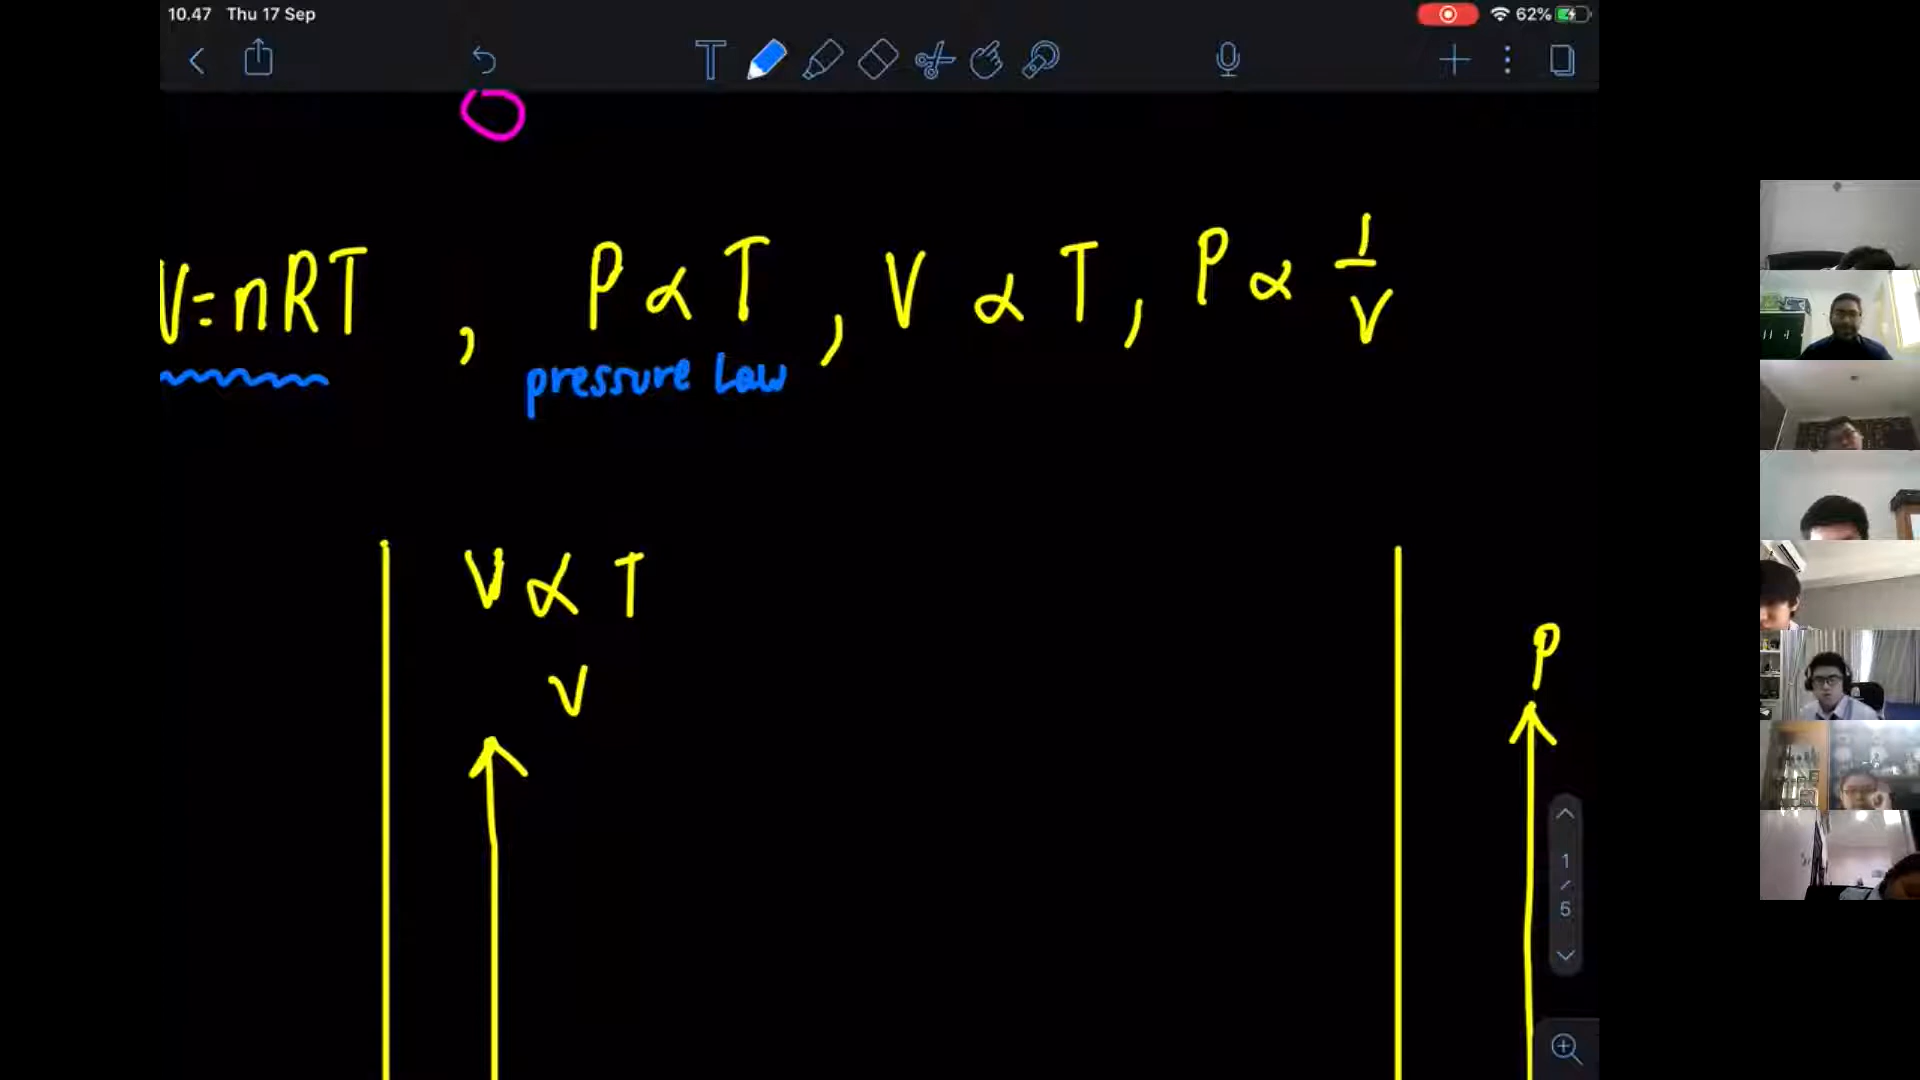 10.47 Thu 17 Sep
62%
T
V=nRT , P ∝ T , V ∝ T , P ∝ 1/V
pressure Law
V ∝ T
V
P
1
/
5